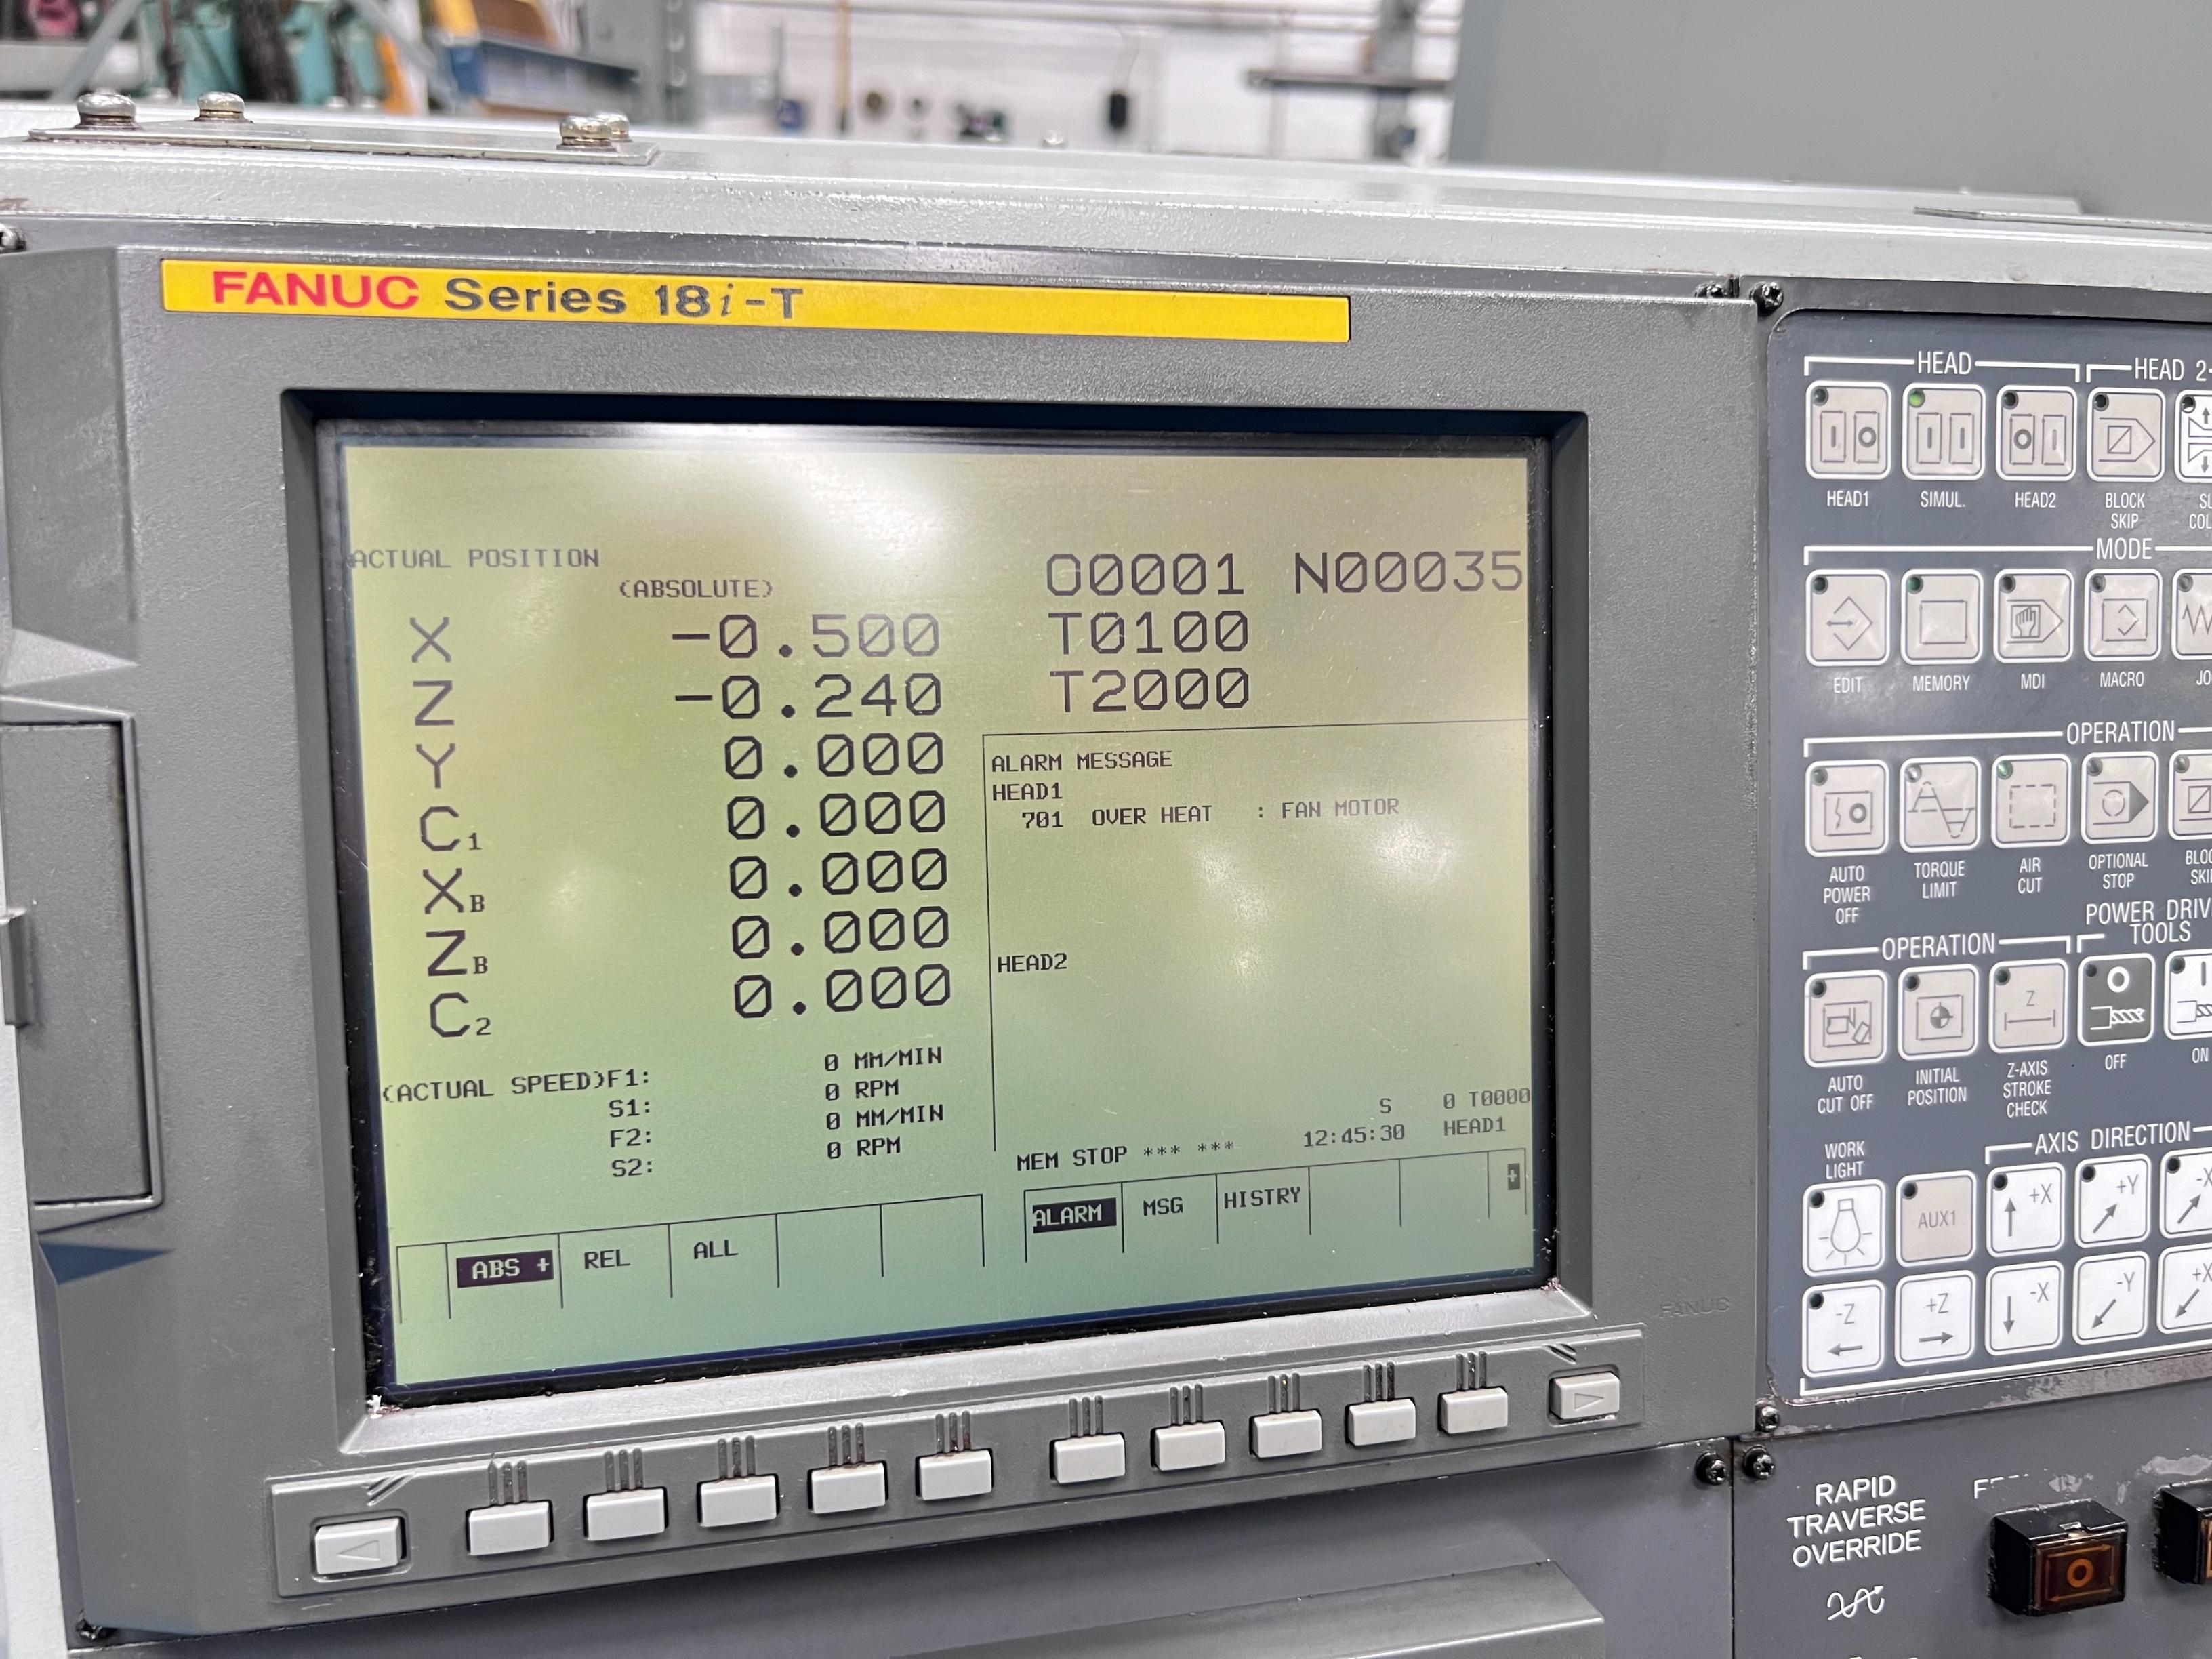 FANUC Series 18i-T
ACTUAL POSITION
(ABSOLUTE)
O0001 N00035
X -0.500 T0100
Z -0.240 T2000
Y 0.000
C1 0.000
XB 0.000
ZB 0.000
C2 0.000
(ACTUAL SPEED)F1: 0 MM/MIN
S1: 0 RPM
F2: 0 MM/MIN
S2: 0 RPM
ALARM MESSAGE
HEAD1
701 OVER HEAT : FAN MOTOR
HEAD2
S 0 T0000
MEM STOP *** *** 12:45:30 HEAD1
ABS + REL ALL
ALARM MSG HISTRY +
FANUC
HEAD HEAD 2
HEAD1 SIMUL. HEAD2 BLOCK SKIP
MODE
EDIT MEMORY MDI MACRO
OPERATION
AUTO POWER OFF
TORQUE LIMIT
AIR CUT
OPTIONAL STOP
OPERATION
TOOLS
POWER
Z
AUTO CUT OFF
INITIAL POSITION
Z-AXIS STROKE CHECK
OFF
ON
WORK LIGHT
AXIS DIRECTION
AUX1 +X +Y -X
-Z +Z -X -Y +X
RAPID
TRAVERSE
OVERRIDE